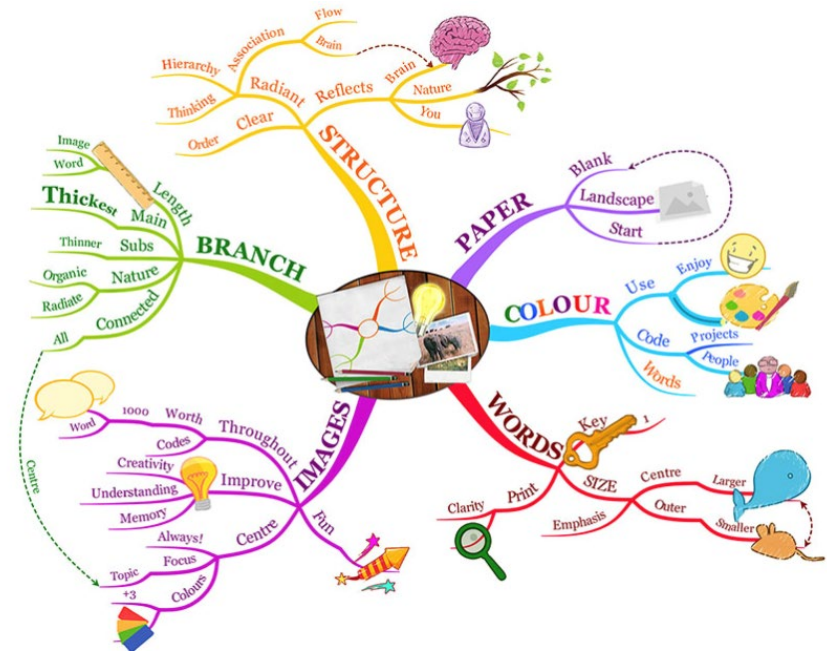 STRUCTURE
Radiant
Association
Flow
Brain
Hierarchy
Thinking
Clear
Order
Reflects
Brain
Nature
You
PAPER
Blank
Landscape
Start
COLOUR
Use
Enjoy
Code
Projects
People
Words
WORDS
Key
1
SIZE
Centre
Larger
Outer
Smaller
Emphasis
Print
Clarity
IMAGES
Throughout
Worth
1000
Word
Codes
Improve
Creativity
Understanding
Memory
Centre
Always!
Focus
Topic
Colours
+3
Fun
BRANCH
Length
Image
Word
Main
Thickest
Subs
Thinner
Nature
Organic
Radiate
Connected
All
Centre